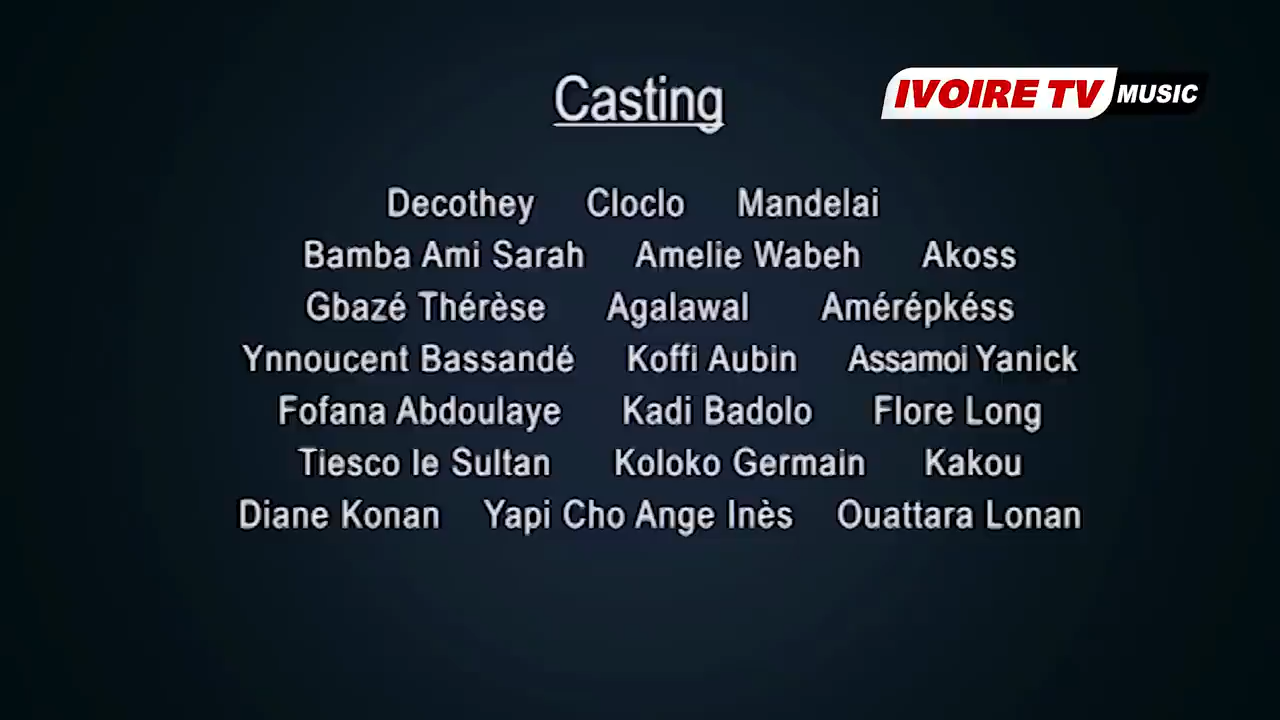 Casting
IVOIRE TV MUSIC
Decothey Cloclo Mandelai
Bamba Ami Sarah Amelie Wabeh Akoss
Gbazé Thérèse Agalawal Amérépkéss
Ynnoucent Bassandé Koffi Aubin Assamoi Yanick
Fofana Abdoulaye Kadi Badolo Flore Long
Tiesco le Sultan Koloko Germain Kakou
Diane Konan Yapi Cho Ange Inès Ouattara Lonan